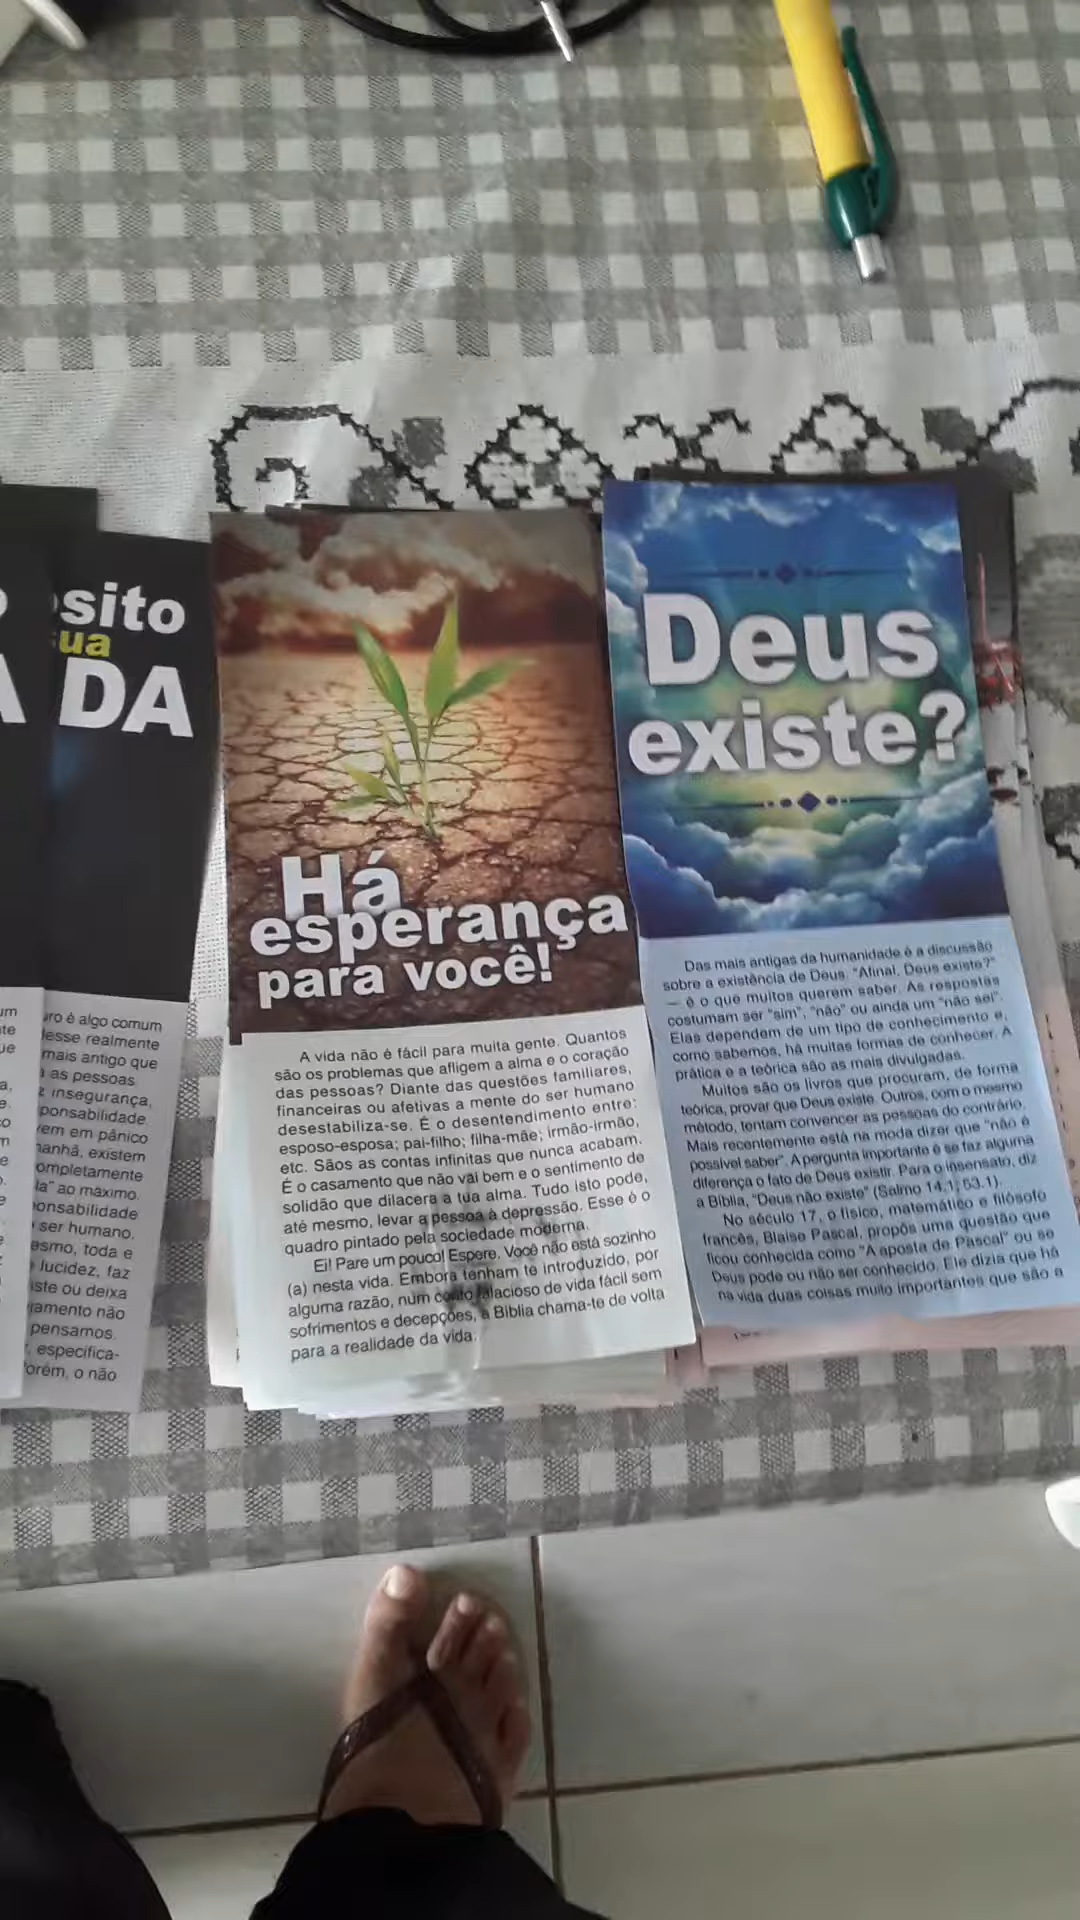 sito
sua
DA
uro é algo comum
desse realmente
mais antigo que
as pessoas
insegurança,
ponsabilidade
vem em pânico
manhã, existem
ompletamente
da" ao máximo.
ponsabilidade
ser humano.
esmo, toda e
lucidez, faz
iste ou deixa
amento não
pensamos.
, especifica-
orém, o não
Há
esperança
para você!
A vida não é fácil para muita gente. Quantos
são os problemas que afligem a alma e o coração
das pessoas? Diante das questões familiares,
financeiras ou afetivas a mente do ser humano
desestabiliza-se. É o desentendimento entre:
esposo-esposa; pai-filho; filha-mãe; irmão-irmão,
etc. Sãos as contas infinitas que nunca acabam.
É o casamento que não vai bem e o sentimento de
solidão que dilacera a tua alma. Tudo isto pode,
até mesmo, levar a pessoa à depressão. Esse é o
quadro pintado pela sociedade moderna.
Ei! Pare um pouco! Espere. Você não está sozinho
(a) nesta vida. Embora tenham te introduzido, por
alguma razão, num conto falacioso de vida fácil sem
sofrimentos e decepções, a Bíblia chama-te de volta
para a realidade da vida:
Deus
existe?
Das mais antigas da humanidade é a discussão
sobre a existência de Deus. "Afinal, Deus existe?"
— é o que muitos querem saber. As respostas
costumam ser "sim", "não" ou ainda um "não sei".
Elas dependem de um tipo de conhecimento e,
como sabemos, há muitas formas de conhecer. A
prática e a teórica são as mais divulgadas.
Muitos são os livros que procuram, de forma
teórica, provar que Deus existe. Outros, com o mesmo
método, tentam convencer as pessoas do contrário.
Mais recentemente está na moda dizer que "não é
possível saber". A pergunta importante é se faz alguma
diferença o fato de Deus existir. Para o insensato, diz
a Bíblia, "Deus não existe" (Salmo 14.1; 53.1).
No século 17, o físico, matemático e filósofo
francês, Blaise Pascal, propôs uma questão que
ficou conhecida como "A aposta de Pascal" ou se
Deus pode ou não ser conhecido. Ele dizia que há
na vida duas coisas muito importantes que são a